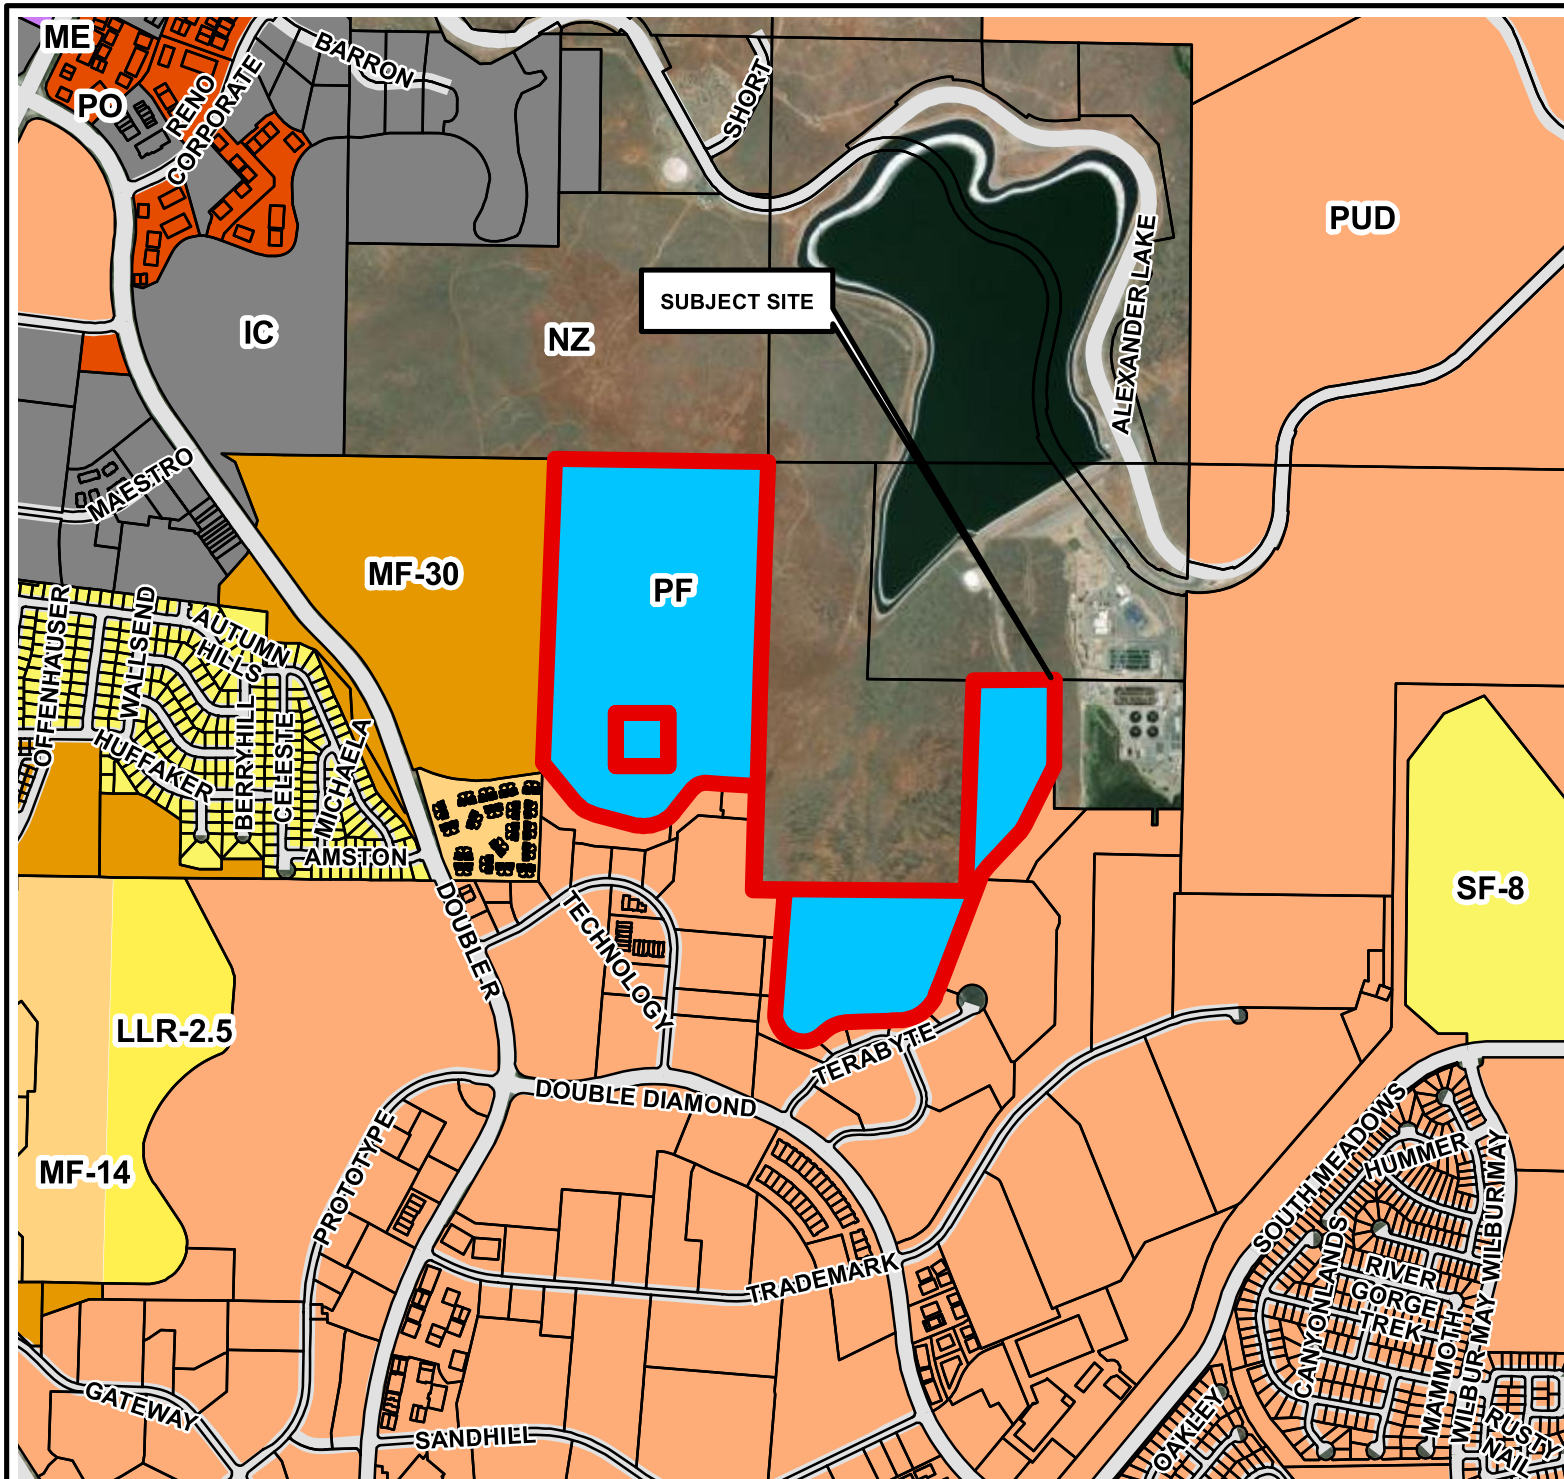 ME
BARRON
SHORT
PO
RENO
CORPORATE
PUD
ALEXANDER LAKE
SUBJECT SITE
IC
NZ
MAESTRO
MF-30
PF
OFFENHAUSER
WALLSEND
AUTUMN
HILLS
HUFFAKER
BERRYHILL
CELESTE
MICHAELA
AMSTON
SF-8
DOUBLE R
TECHNOLOGY
LLR-2.5
TERABYTE
DOUBLE DIAMOND
PROTOTYPE
MF-14
SOUTH MEADOWS
HUMMER
WILBUR MAY
TRADEMARK
CANYONLANDS
RIVER
GORGE
TREK
MAMMOTH
WILBUR-MAY
GATEWAY
SANDHILL
OAKLEY
RUSTY
NAIL